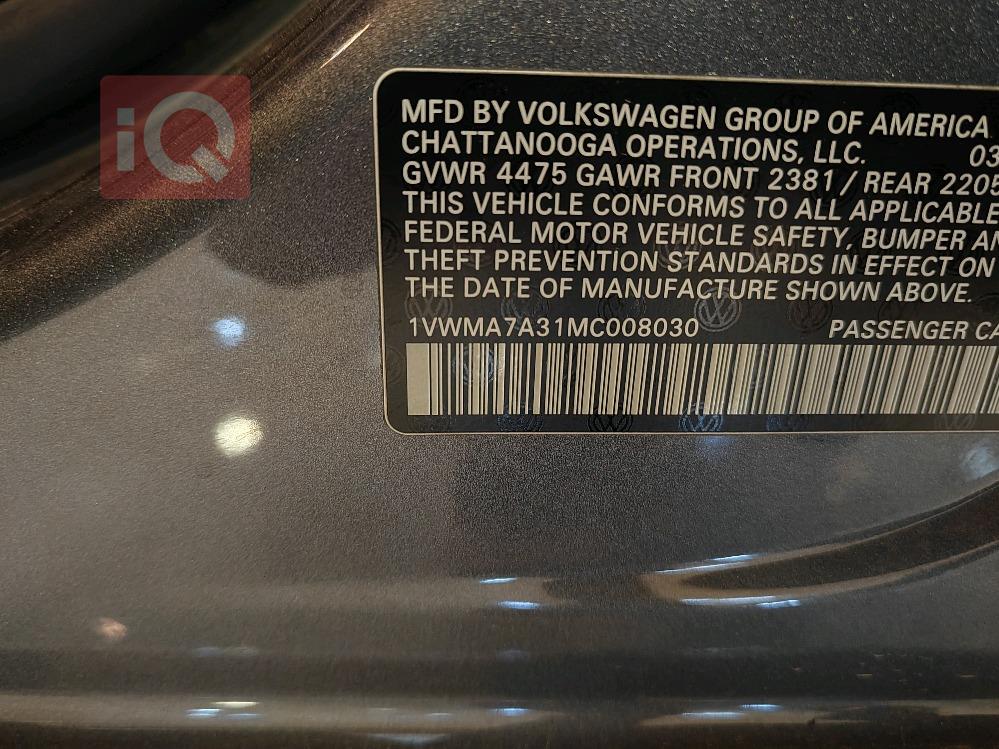 iQ
MFD BY VOLKSWAGEN GROUP OF AMERICA
CHATTANOOGA OPERATIONS, LLC. 03
GVWR 4475 GAWR FRONT 2381 / REAR 2205
THIS VEHICLE CONFORMS TO ALL APPLICABLE
FEDERAL MOTOR VEHICLE SAFETY, BUMPER AN
THEFT PREVENTION STANDARDS IN EFFECT ON
THE DATE OF MANUFACTURE SHOWN ABOVE.
1VWMA7A31MC008030 PASSENGER CA